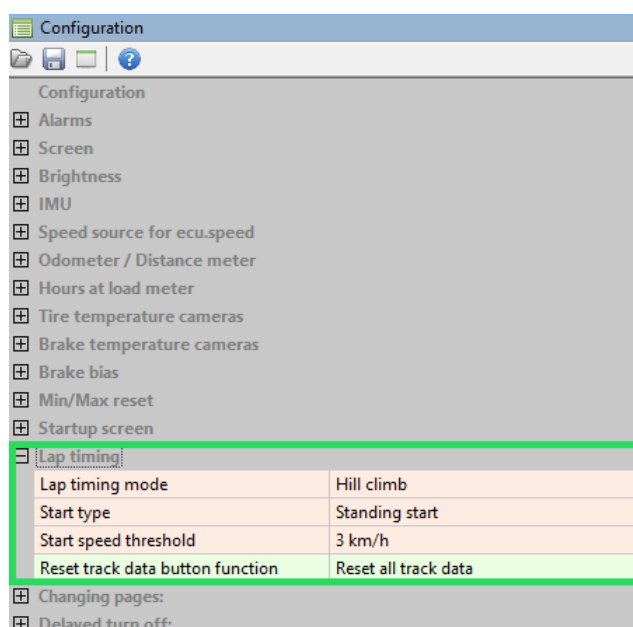 Configuration
Configuration
Alarms
Screen
Brightness
IMU
Speed source for ecu.speed
Odometer / Distance meter
Hours at load meter
Tire temperature cameras
Brake temperature cameras
Brake bias
Min/Max reset
Startup screen
Lap timing
Lap timing mode Hill climb
Start type Standing start
Start speed threshold 3 km/h
Reset track data button function Reset all track data
Changing pages:
Delayed turn off: